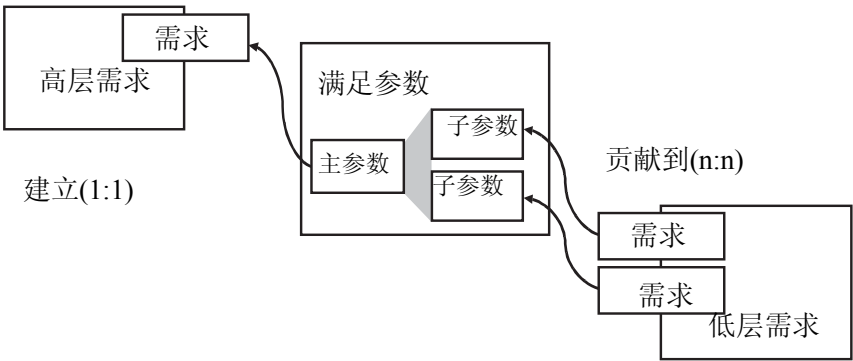 需求
高层需求
建立(1:1)
满足参数
主参数
子参数
子参数
贡献到(n:n)
需求
需求
低层需求